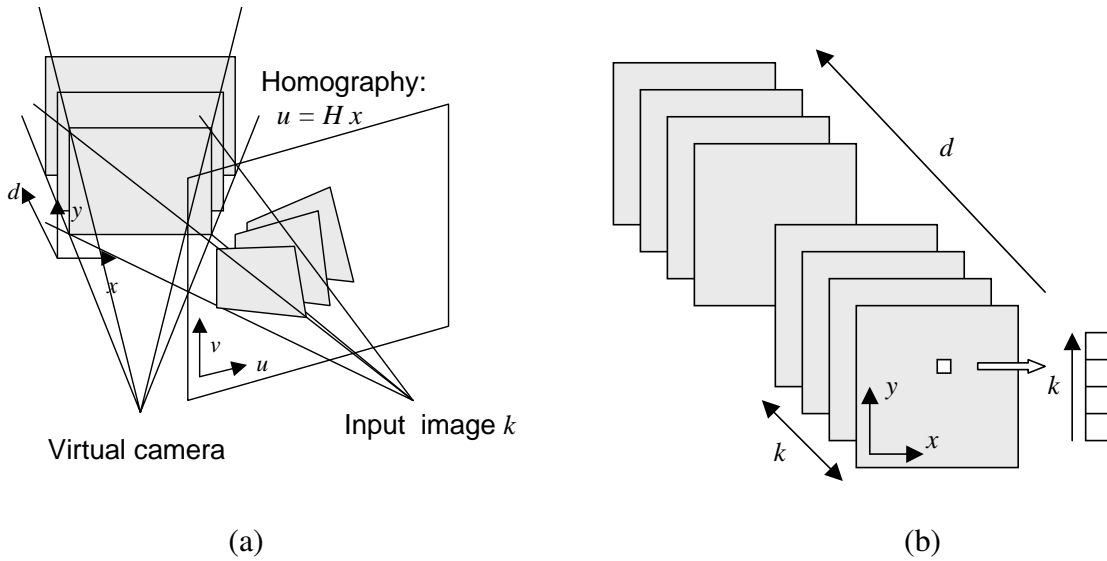 Homography:
u = H x
d
y
x
v
u
Virtual camera
Input image k
(a)
d
k
y
x
k
(b)